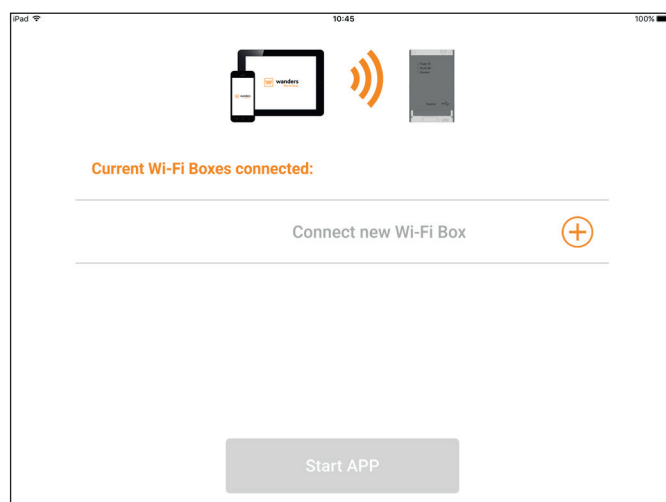 iPad 10:45 100%
wanders
wanders
Current Wi-Fi Boxes connected:
Connect new Wi-Fi Box
Start APP